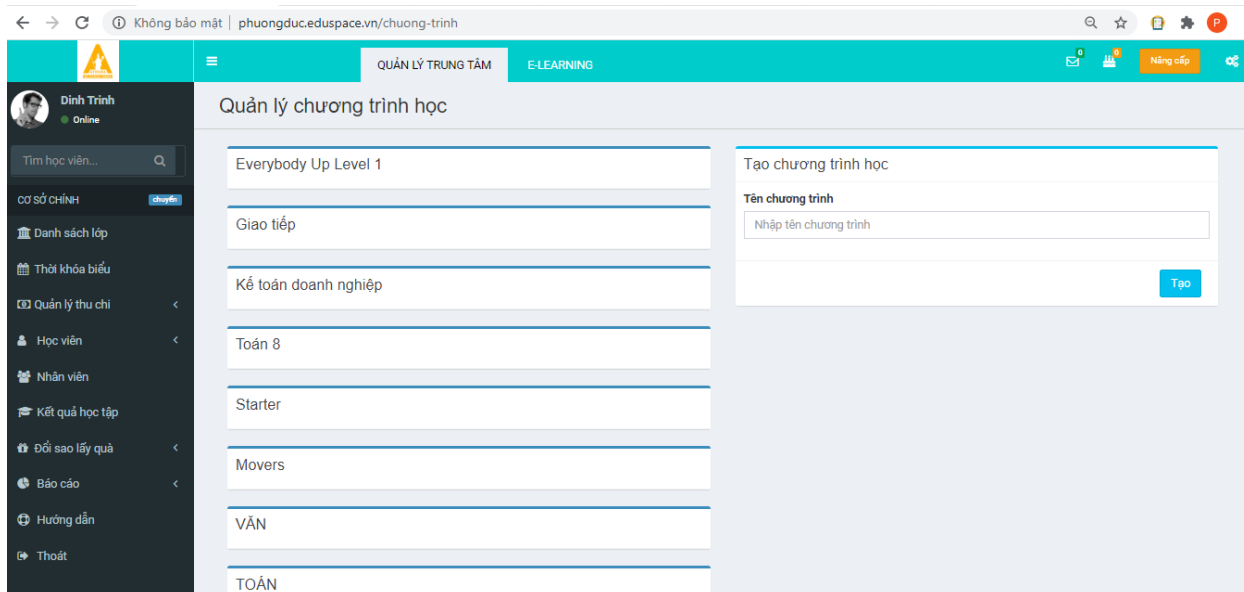 Không bảo mật | phuongduc.eduspace.vn/chuong-trinh
P
QUẢN LÝ TRUNG TÂM
E-LEARNING
0
0
Nâng cấp
Dinh Trinh
Online
Tìm học viên...
CƠ SỞ CHÍNH
chuyển
Danh sách lớp
Thời khóa biểu
Quản lý thu chi
Học viên
Nhân viên
Kết quả học tập
Đổi sao lấy quà
Báo cáo
Hướng dẫn
Thoát
Quản lý chương trình học
Everybody Up Level 1
Giao tiếp
Kế toán doanh nghiệp
Toán 8
Starter
Movers
VĂN
TOÁN
Tạo chương trình học
Tên chương trình
Nhập tên chương trình
Tạo